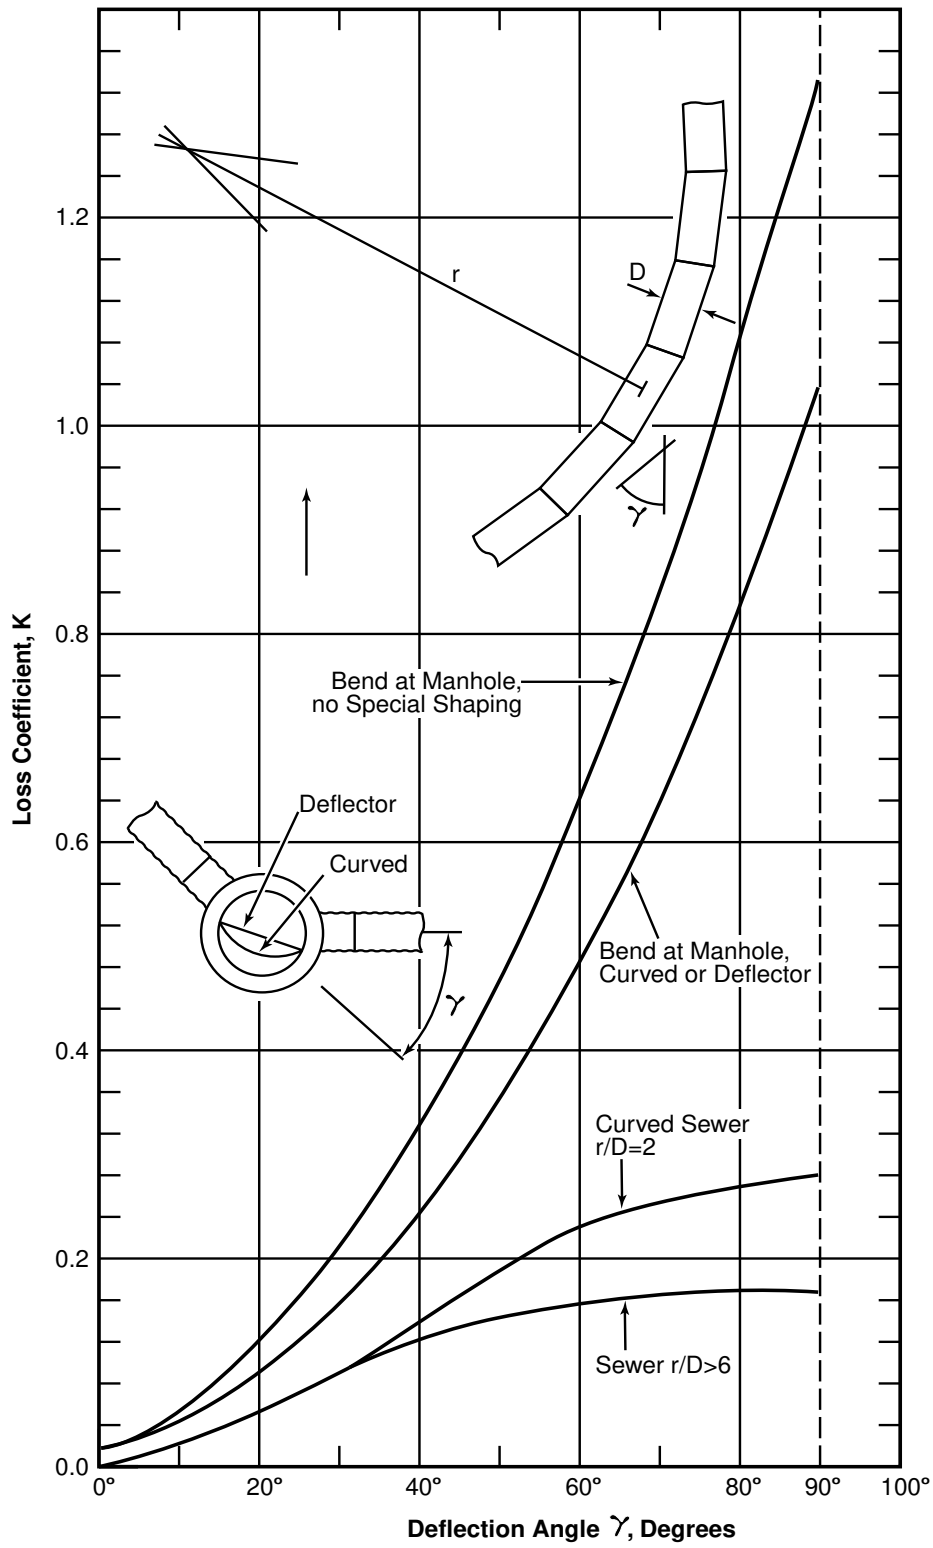 1.2
r
D
1.0
γ
0.8
Bend at Manhole,
no Special Shaping
Loss Coefficient, K
Deflector
0.6
Curved
Bend at Manhole,
Curved or Deflector
γ
0.4
Curved Sewer
r/D=2
0.2
Sewer r/D>6
0.0
0° 20° 40° 60° 80° 90° 100°
Deflection Angle γ, Degrees